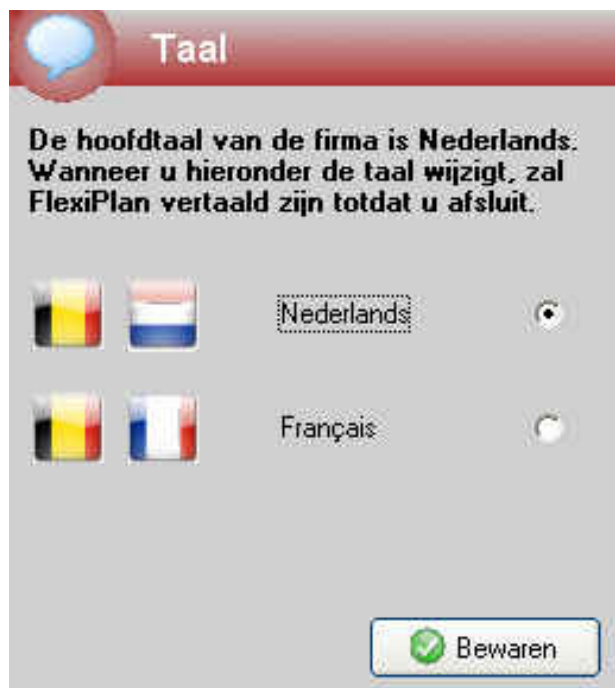 Taal
De hoofdtaal van de firma is Nederlands.
Wanneer u hieronder de taal wijzigt, zal
FlexiPlan vertaald zijn totdat u afsluit.
Nederlands
Français
Bewaren